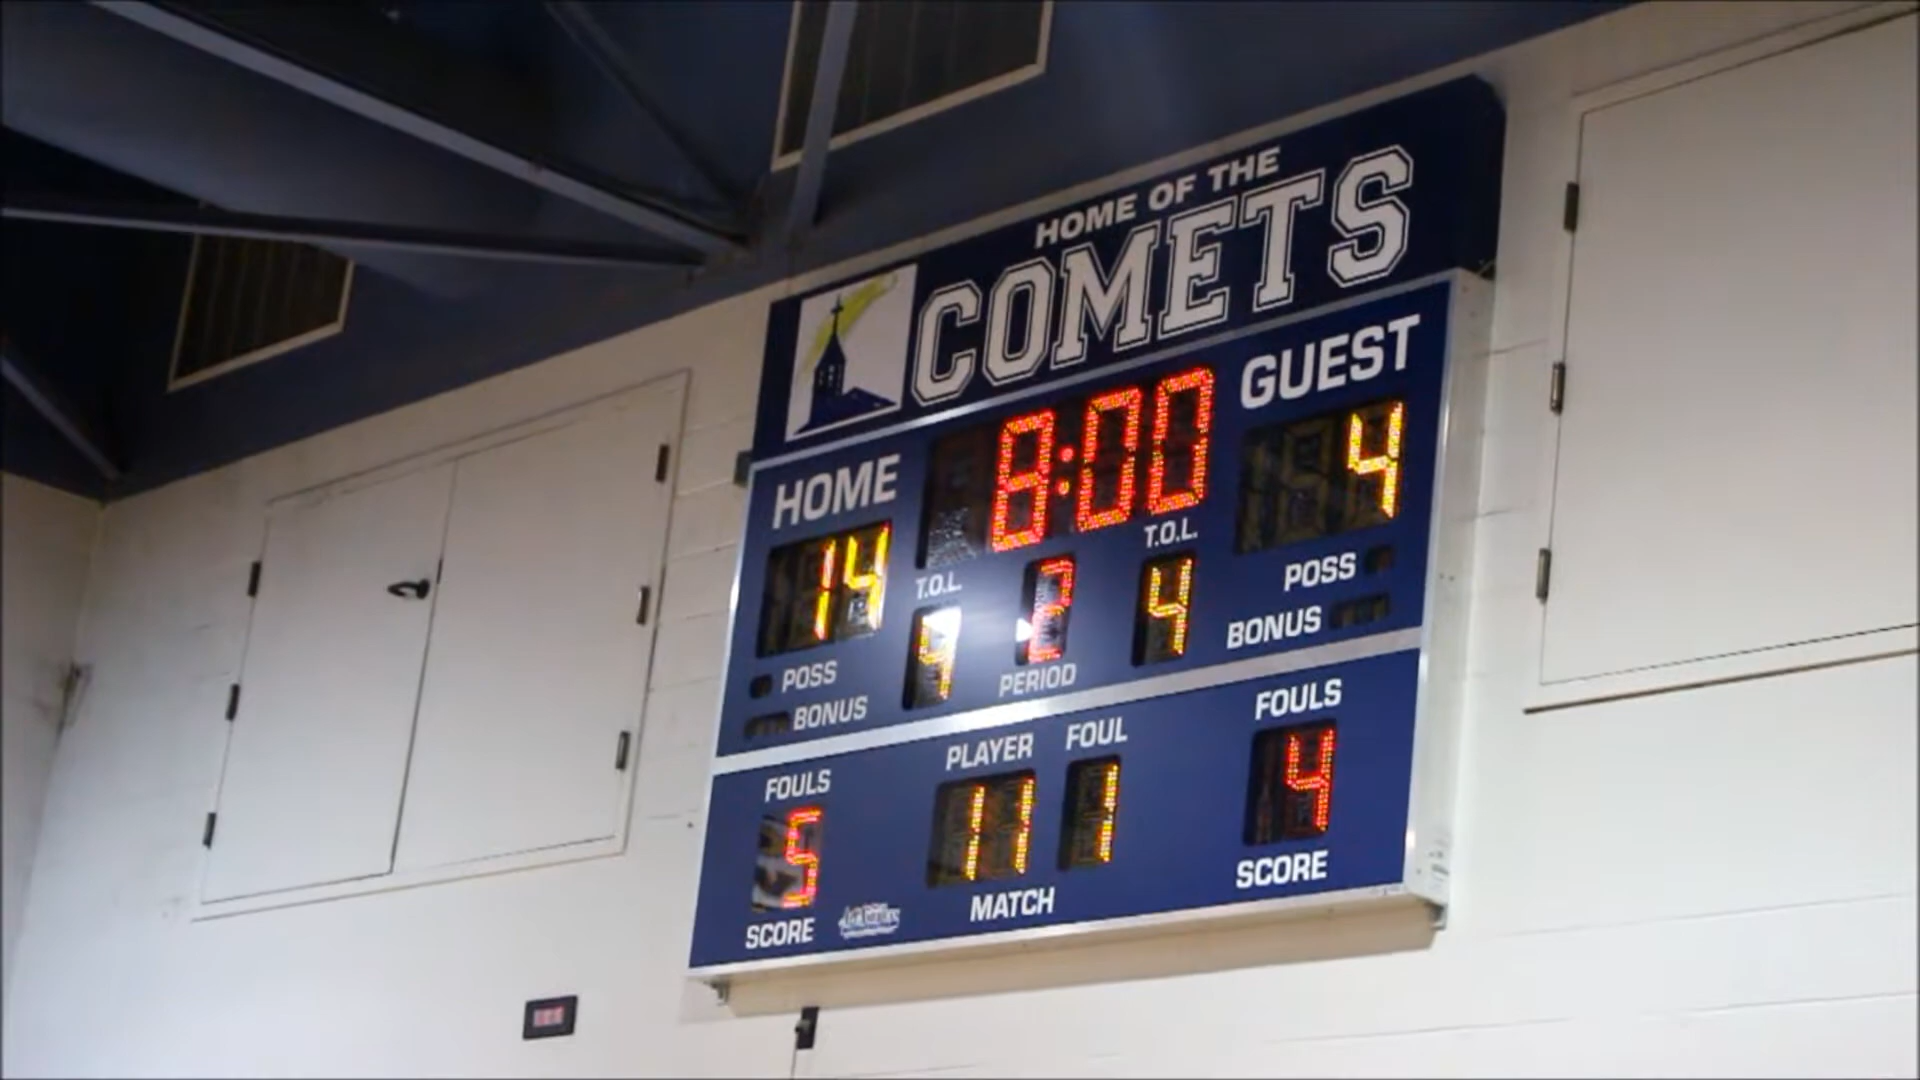 HOME OF THE
COMETS
HOME
8:00
GUEST
14
4
T.O.L.
T.O.L.
4
2
4
POSS
PERIOD
POSS
BONUS
BONUS
FOULS
PLAYER
FOUL
FOULS
5
11
1
4
SCORE
MATCH
SCORE